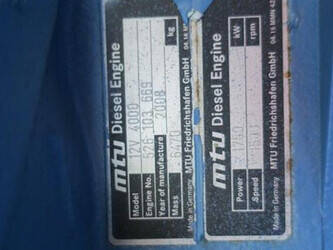 mtu Diesel Engine
Model 12V 4000
Engine No. 526 103 669
Year of manufacture 2008
Mass 6470 kg
MTU Friedrichshafen GmbH
Made in Germany
mtu Diesel Engine
Power kW
Speed rpm
MTU Friedrichshafen GmbH
Made in Germany